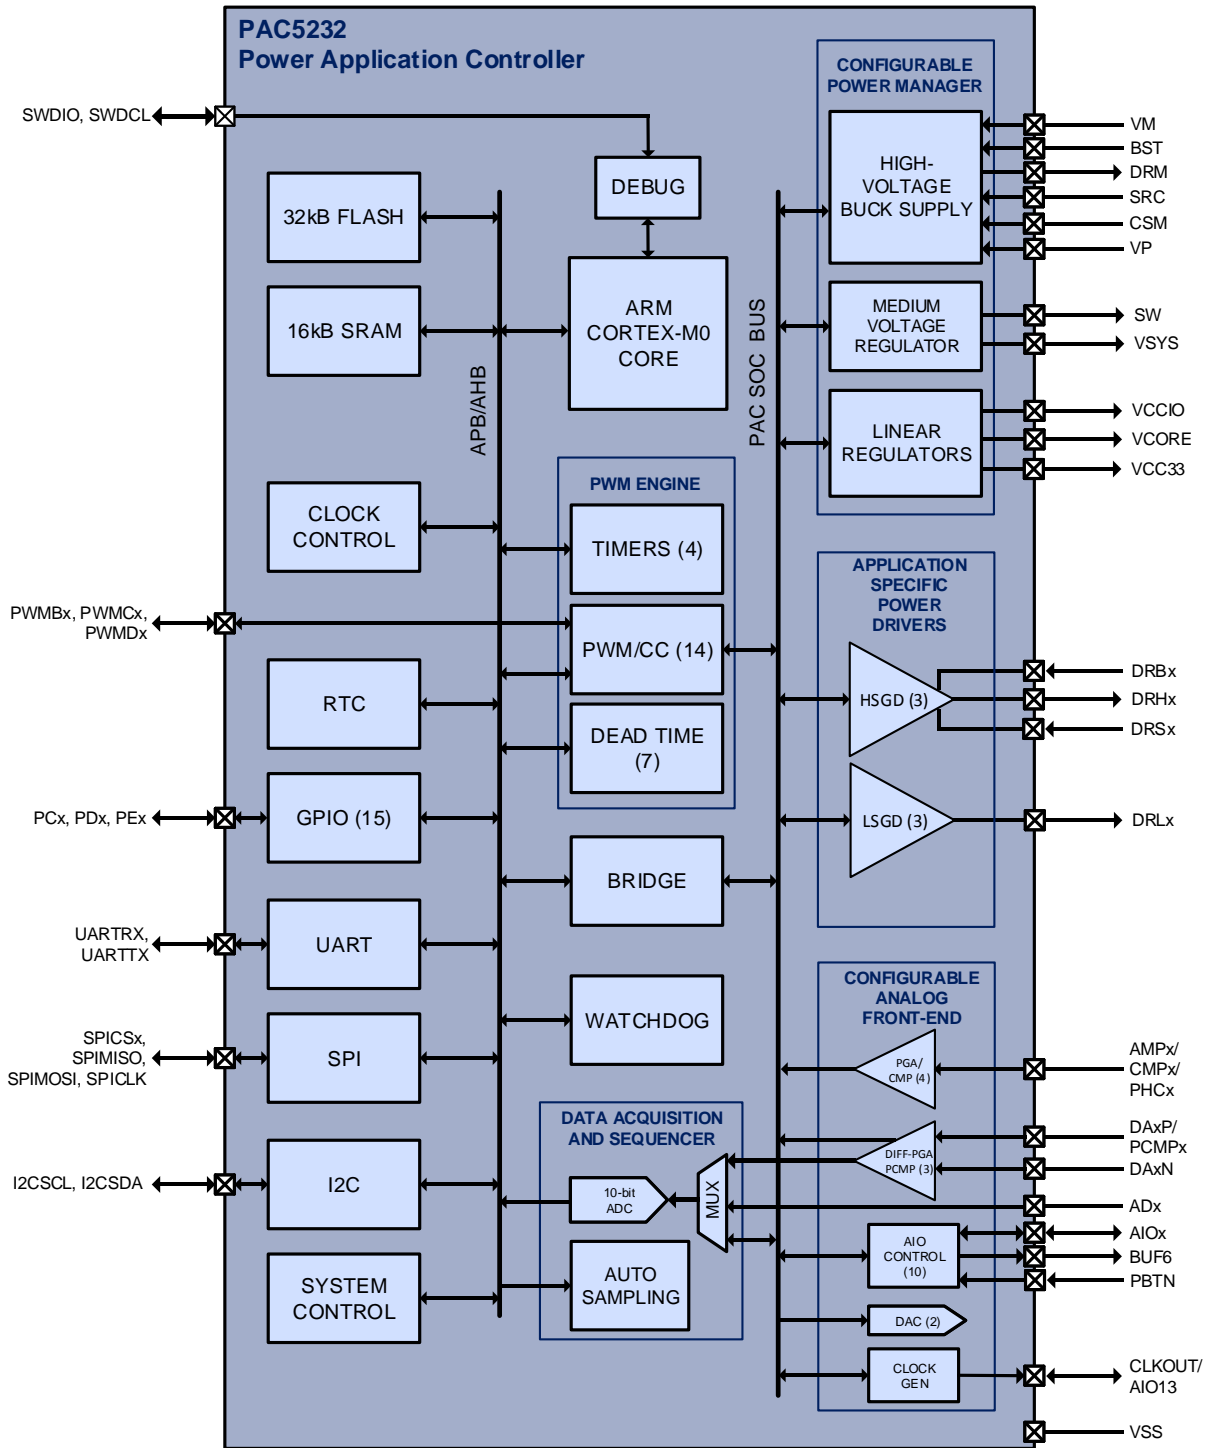 PAC5232
Power Application Controller
SWDIO, SWDCL
32kB FLASH
16kB SRAM
APB/AHB
DEBUG
ARM
CORTEX-M0
CORE
PAC SOC BUS
CONFIGURABLE
POWER MANAGER
HIGH-
VOLTAGE
BUCK SUPPLY
VM
BST
DRM
SRC
CSM
VP
MEDIUM
VOLTAGE
REGULATOR
SW
VSYS
LINEAR
REGULATORS
VCCIO
VCORE
VCC33
CLOCK
CONTROL
PWM ENGINE
TIMERS (4)
PWMBx, PWMCx,
PWMDx
PWM/CC (14)
RTC
DEAD TIME
(7)
APPLICATION
SPECIFIC
POWER
DRIVERS
HSGD (3)
DRBx
DRHx
DRSx
LSGD (3)
DRLx
PCx, PDx, PEx
GPIO (15)
BRIDGE
UARTRX,
UARTTX
UART
WATCHDOG
SPICSx,
SPIMISO,
SPIMOSI, SPICLK
SPI
I2CSCL, I2CSDA
I2C
SYSTEM
CONTROL
DATA ACQUISITION
AND SEQUENCER
10-bit
ADC
MUX
AUTO
SAMPLING
CONFIGURABLE
ANALOG
FRONT-END
PGA/
CMP (4)
AMPx/
CMPx/
PHCx
DIFF-PGA
PCMP (3)
DAxP/
PCMPx
DAxN
ADx
AIO
CONTROL
(10)
AIOx
BUF6
PBTN
DAC (2)
CLOCK
GEN
CLKOUT/
AIO13
VSS